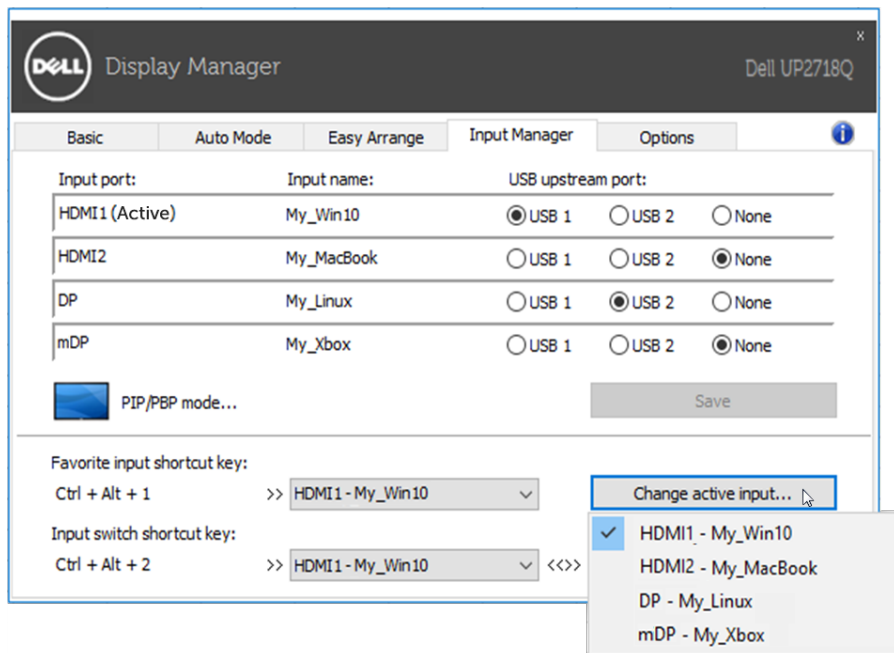 DELL Display Manager
x
Dell UP2718Q
Basic Auto Mode Easy Arrange Input Manager Options i
Input port: Input name: USB upstream port:
HDMI1 (Active) My_Win10 USB 1 USB 2 None
HDMI2 My_MacBook USB 1 USB 2 None
DP My_Linux USB 1 USB 2 None
mDP My_Xbox USB 1 USB 2 None
PIP/PBP mode... Save
Favorite input shortcut key:
Ctrl + Alt + 1 >> HDMI1 - My_Win10 Change active input...
Input switch shortcut key:
Ctrl + Alt + 2 >> HDMI1 - My_Win10 <<>>
HDMI1 - My_Win10
HDMI2 - My_MacBook
DP - My_Linux
mDP - My_Xbox